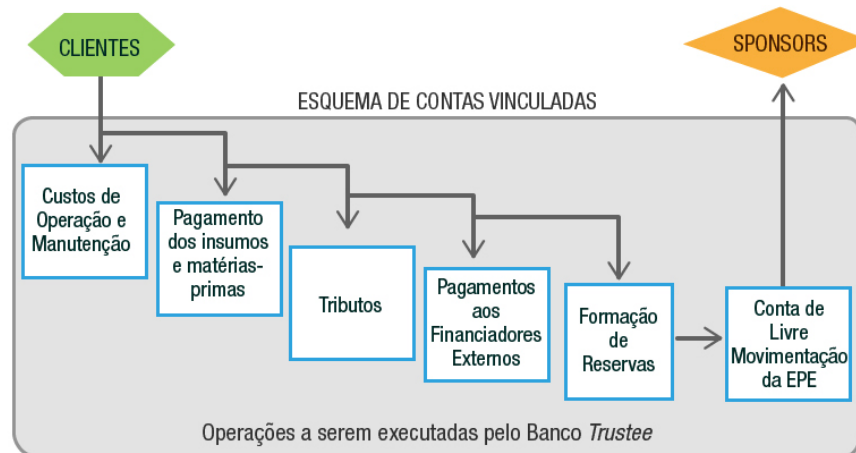 CLIENTES
SPONSORS
ESQUEMA DE CONTAS VINCULADAS
Custos de
Operação e
Manutenção
Pagamento
dos insumos
e matérias-
primas
Tributos
Pagamentos
aos
Financiadores
Externos
Formação
de
Reservas
Conta de
Livre
Movimentação
da EPE
Operações a serem executadas pelo Banco Trustee